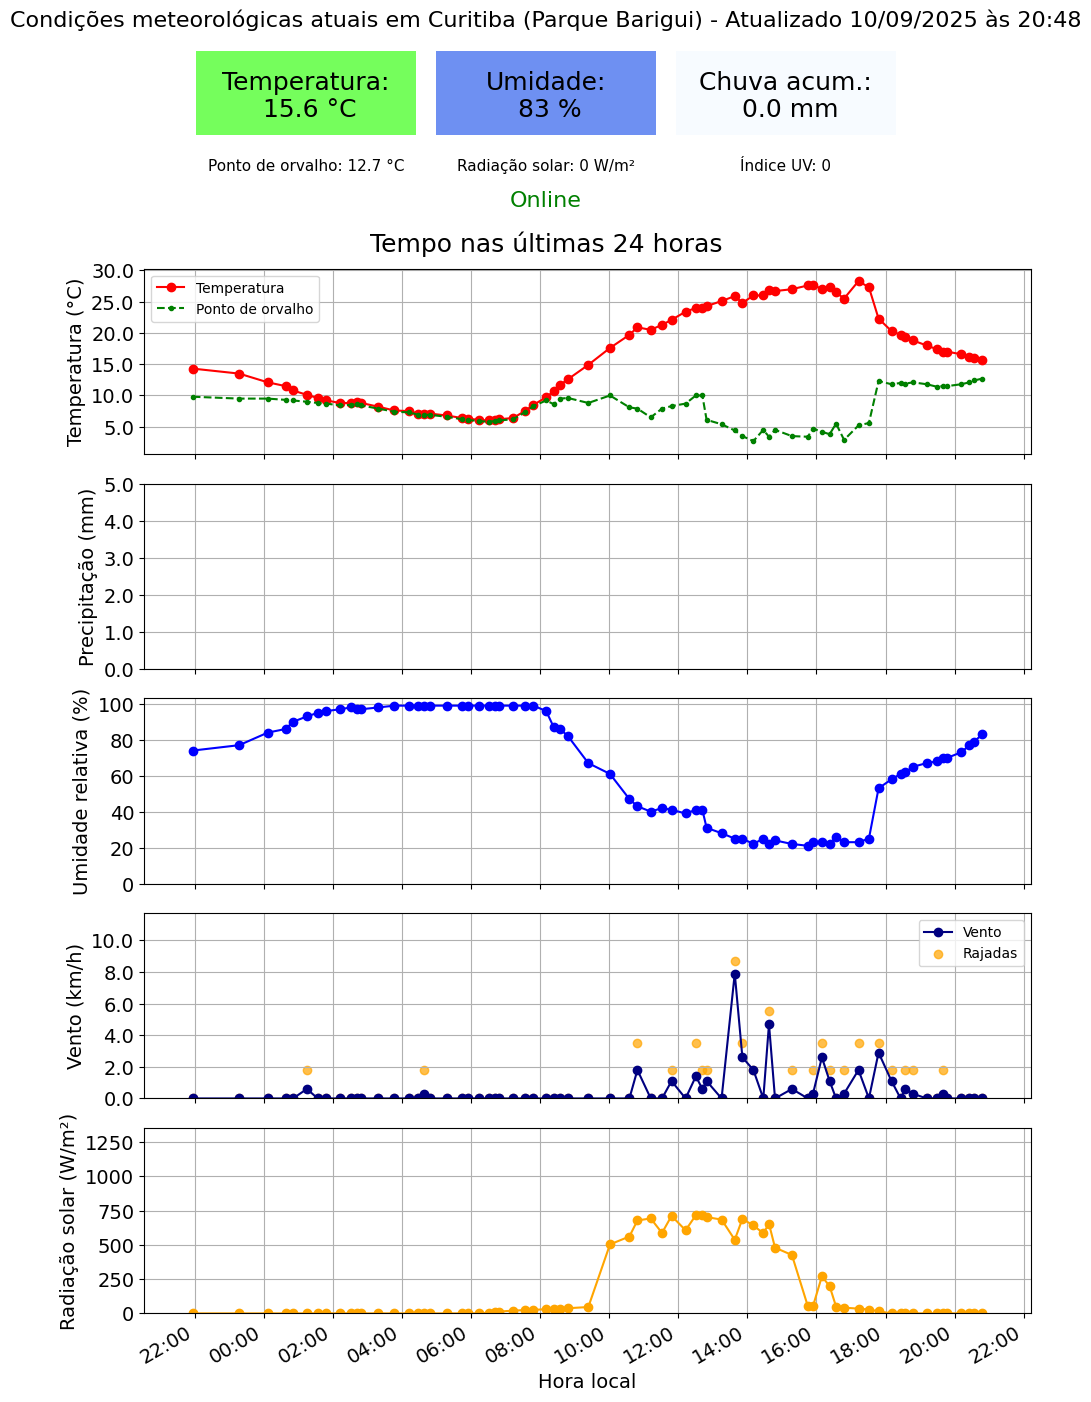 Condições meteorológicas atuais em Curitiba (Parque Barigui) - Atualizado 10/09/2025 às 20:48
Temperatura:
15.6 °C
Umidade:
83 %
Chuva acum.:
0.0 mm
Ponto de orvalho: 12.7 °C
Radiação solar: 0 W/m²
Índice UV: 0
Online
Tempo nas últimas 24 horas
Temperatura (°C)
30.0
25.0
20.0
15.0
10.0
5.0
Temperatura
Ponto de orvalho
Precipitação (mm)
5.0
4.0
3.0
2.0
1.0
0.0
Umidade relativa (%)
100
80
60
40
20
0
Vento (km/h)
10.0
8.0
6.0
4.0
2.0
0.0
Vento
Rajadas
Radiação solar (W/m²)
1250
1000
750
500
250
0
22:00
00:00
02:00
04:00
06:00
08:00
10:00
12:00
14:00
16:00
18:00
20:00
22:00
Hora local